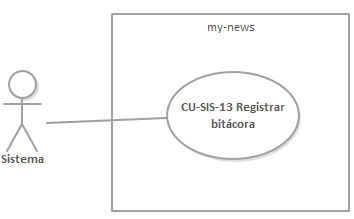 my-news
CU-SIS-13 Registrar
bitácora
Sistema